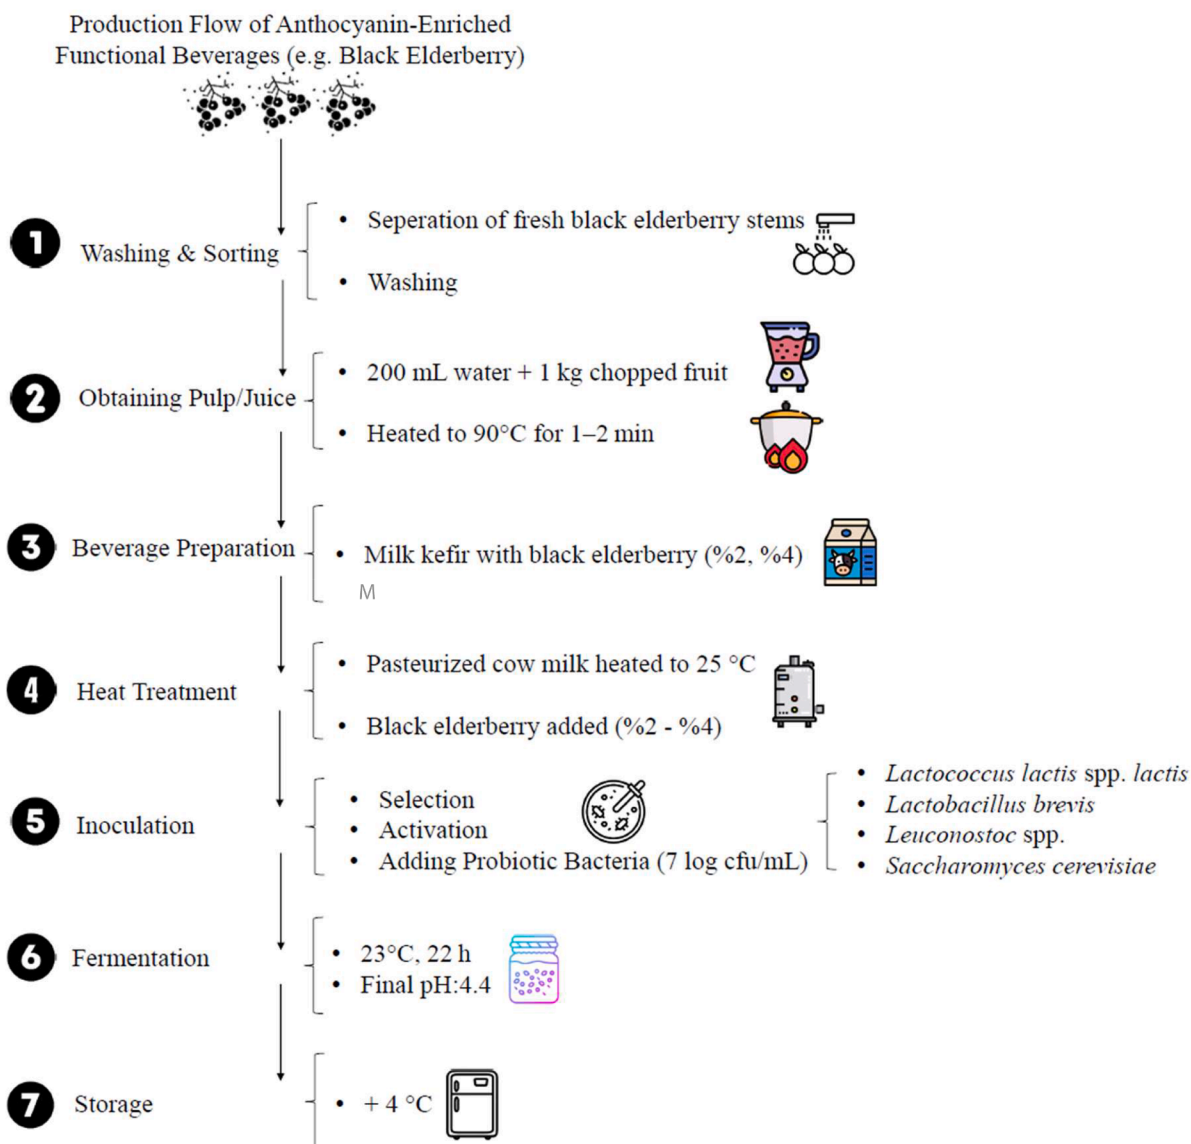 Production Flow of Anthocyanin-Enriched
Functional Beverages (e.g. Black Elderberry)
1 Washing & Sorting
• Seperation of fresh black elderberry stems
• Washing
2 Obtaining Pulp/Juice
• 200 mL water + 1 kg chopped fruit
• Heated to 90°C for 1–2 min
3 Beverage Preparation
• Milk kefir with black elderberry (%2, %4)
M
4 Heat Treatment
• Pasteurized cow milk heated to 25 °C
• Black elderberry added (%2 - %4)
5 Inoculation
• Selection
• Activation
• Adding Probiotic Bacteria (7 log cfu/mL)
• Lactococcus lactis spp. lactis
• Lactobacillus brevis
• Leuconostoc spp.
• Saccharomyces cerevisiae
6 Fermentation
• 23°C, 22 h
• Final pH:4.4
7 Storage
• + 4 °C